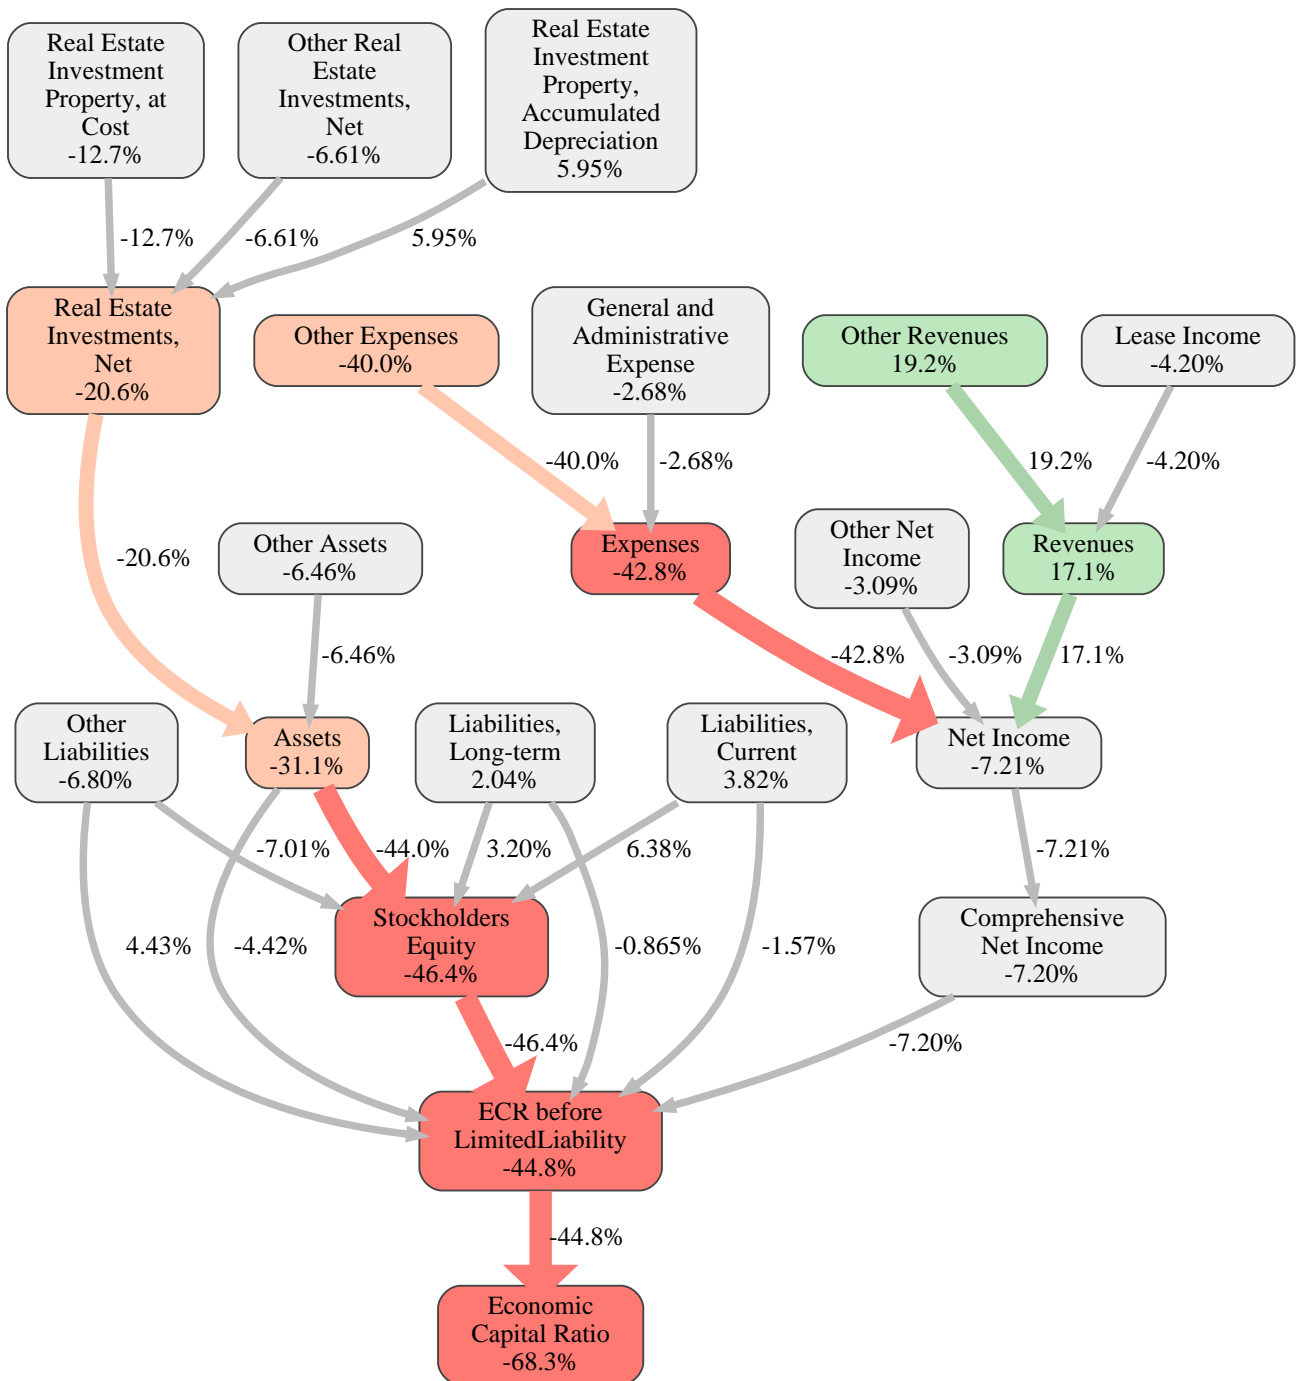 Real Estate
Investment
Property, at
Cost
-12.7%
Other Real
Estate
Investments,
Net
-6.61%
Real Estate
Investment
Property,
Accumulated
Depreciation
5.95%
-12.7%
-6.61%
5.95%
Real Estate
Investments,
Net
-20.6%
Other Expenses
-40.0%
General and
Administrative
Expense
-2.68%
Other Revenues
19.2%
Lease Income
-4.20%
-40.0%
-2.68%
19.2%
-4.20%
-20.6%
Other Assets
-6.46%
Expenses
-42.8%
Other Net
Income
-3.09%
Revenues
17.1%
-6.46%
-42.8%
-3.09%
17.1%
Other
Liabilities
-6.80%
Assets
-31.1%
Liabilities,
Long-term
2.04%
Liabilities,
Current
3.82%
Net Income
-7.21%
-7.01%
-44.0%
3.20%
6.38%
-7.21%
Stockholders
Equity
-46.4%
Comprehensive
Net Income
-7.20%
4.43%
-4.42%
-0.865%
-1.57%
-46.4%
-7.20%
ECR before
LimitedLiability
-44.8%
-44.8%
Economic
Capital Ratio
-68.3%